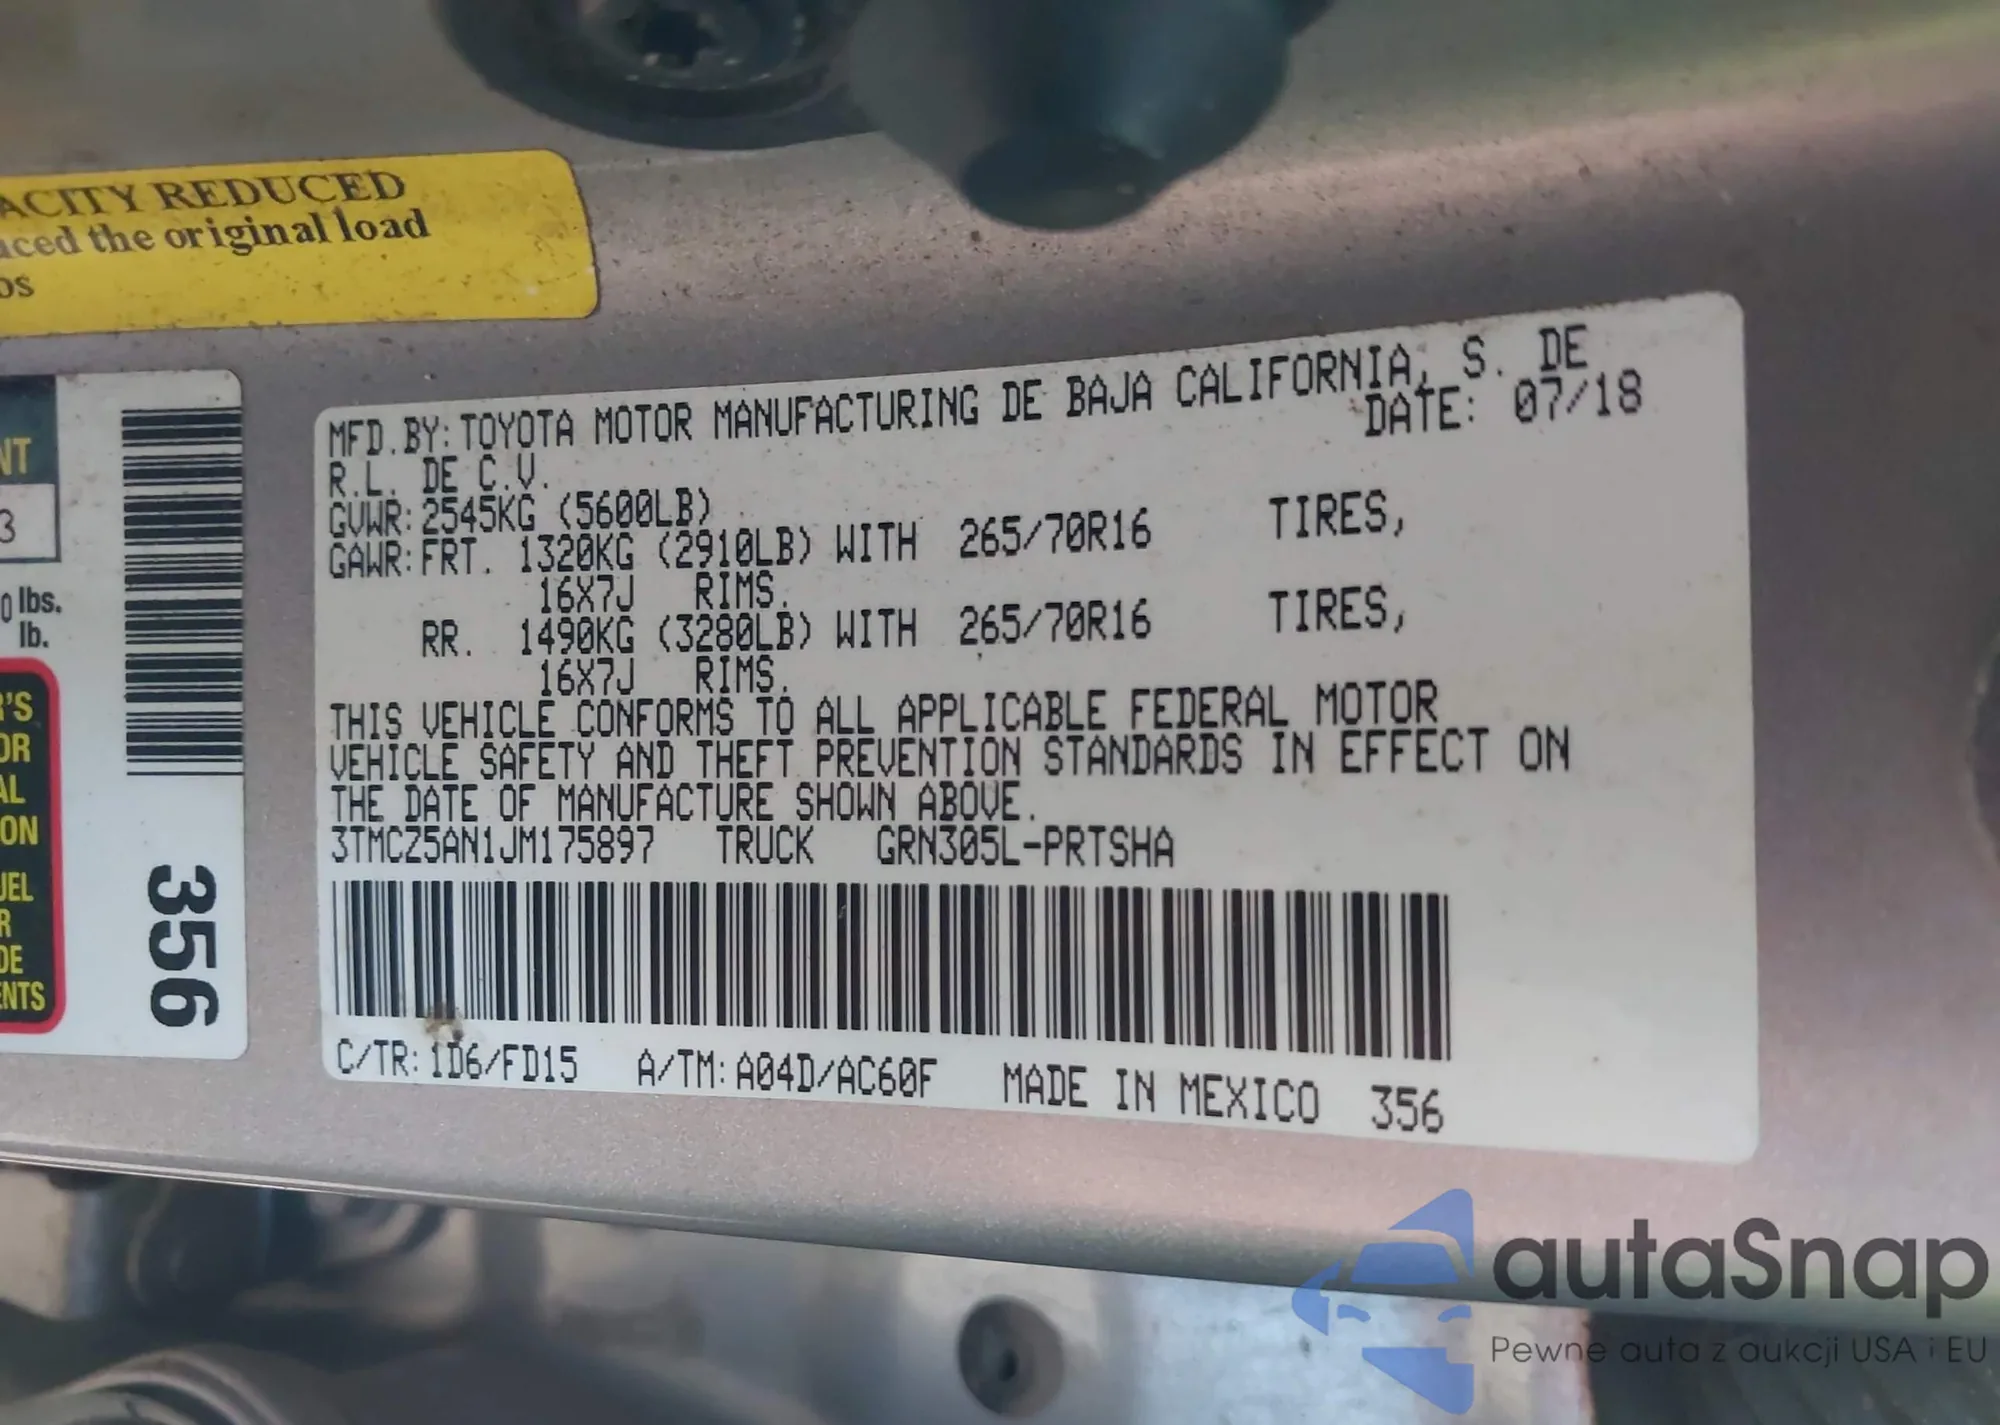 ACITY REDUCED
the original load
NT
3
0 lbs.
lb.
'S
OR
AL
ON
UEL
R
DE
ENTS
356
MFD.BY:TOYOTA MOTOR MANUFACTURING DE BAJA CALIFORNIA, S. DE
R.L. DE C.V.
DATE: 07/18
GVWR:2545KG (5600LB)
GAWR:FRT. 1320KG (2910LB) WITH 265/70R16 TIRES,
16X7J RIMS.
RR. 1490KG (3280LB) WITH 265/70R16 TIRES,
16X7J RIMS.
THIS VEHICLE CONFORMS TO ALL APPLICABLE FEDERAL MOTOR
VEHICLE SAFETY AND THEFT PREVENTION STANDARDS IN EFFECT ON
THE DATE OF MANUFACTURE SHOWN ABOVE.
3TMCZ5AN1JM175897 TRUCK GRN305L-PRTSHA
C/TR:1D6/FD15 A/TM:A04D/AC60F MADE IN MEXICO 356
autaSnap
Pewne auta z aukcji USA i EU